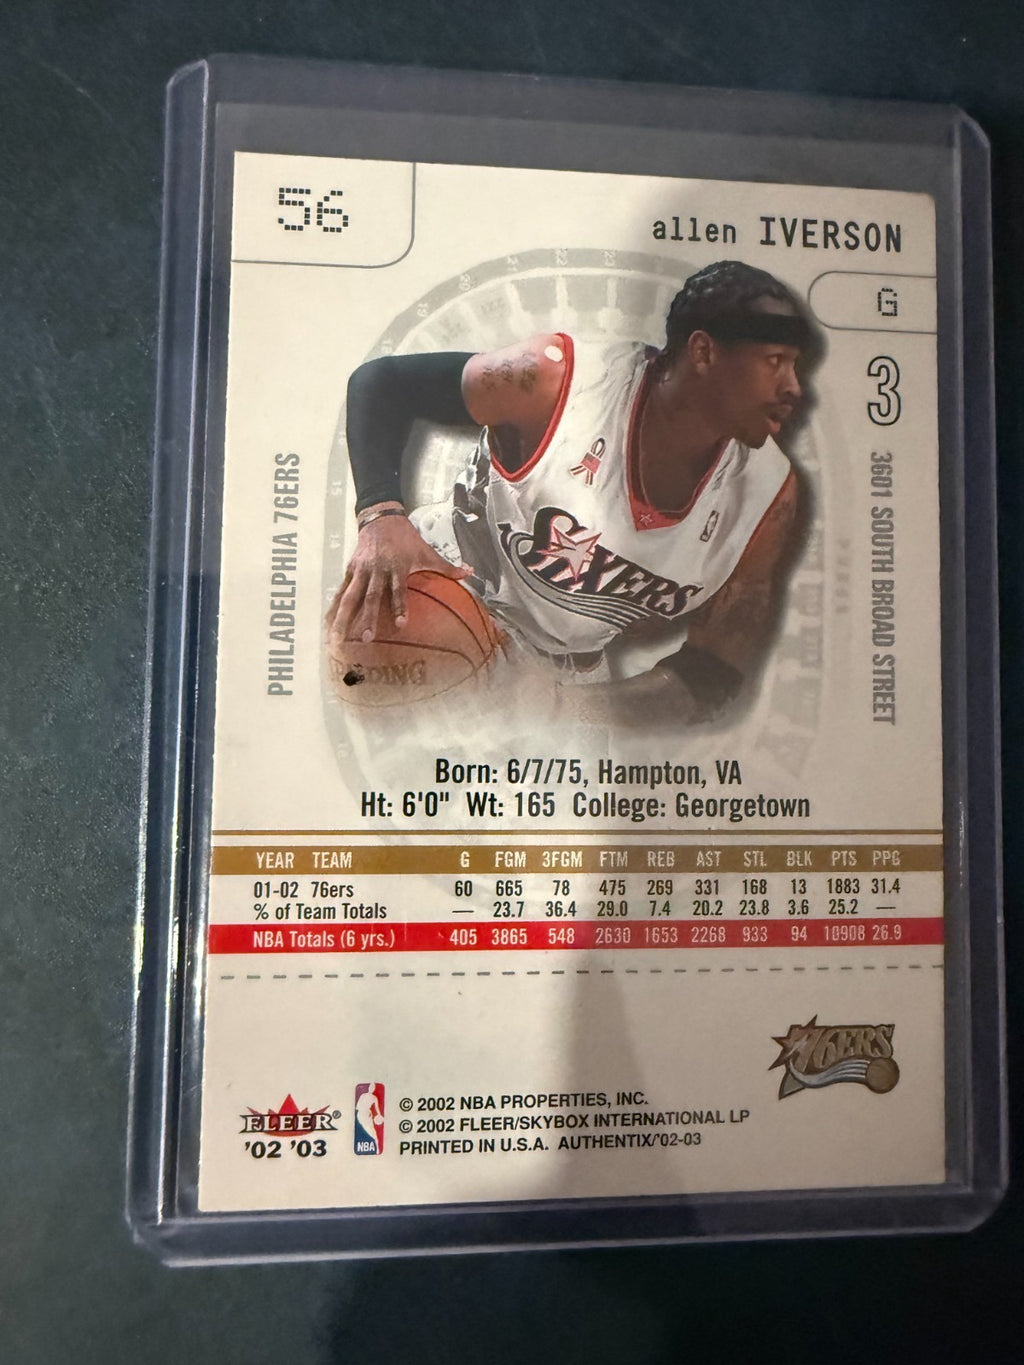 56
allen IVERSON
G
3
3601 SOUTH BROAD STREET
PHILADELPHIA 76ERS
SIXERS
Born: 6/7/75, Hampton, VA
Ht: 6'0" Wt: 165 College: Georgetown
YEAR TEAM G FGM 3FGM FTM REB AST STL BLK PTS PPG
01-02 76ers 60 665 78 475 269 331 168 13 1883 31.4
% of Team Totals — 23.7 36.4 29.0 7.4 20.2 23.8 3.6 25.2 —
NBA Totals (6 yrs.) 405 3865 548 2630 1653 2268 933 94 10908 26.9
76ERS
FLEER®
'02 '03
NBA
© 2002 NBA PROPERTIES, INC.
© 2002 FLEER/SKYBOX INTERNATIONAL LP
PRINTED IN U.S.A. AUTHENTIX/'02-03